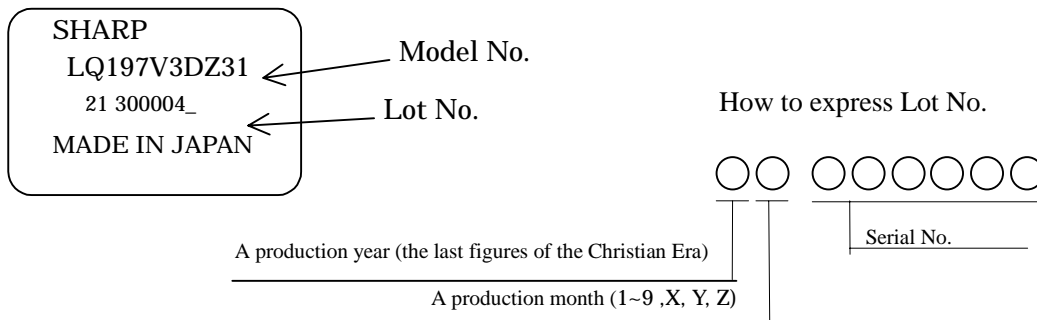 SHARP
LQ197V3DZ31
21 300004_
MADE IN JAPAN
Model No.
Lot No.
How to express Lot No.
Serial No.
A production year (the last figures of the Christian Era)
A production month (1~9 ,X, Y, Z)